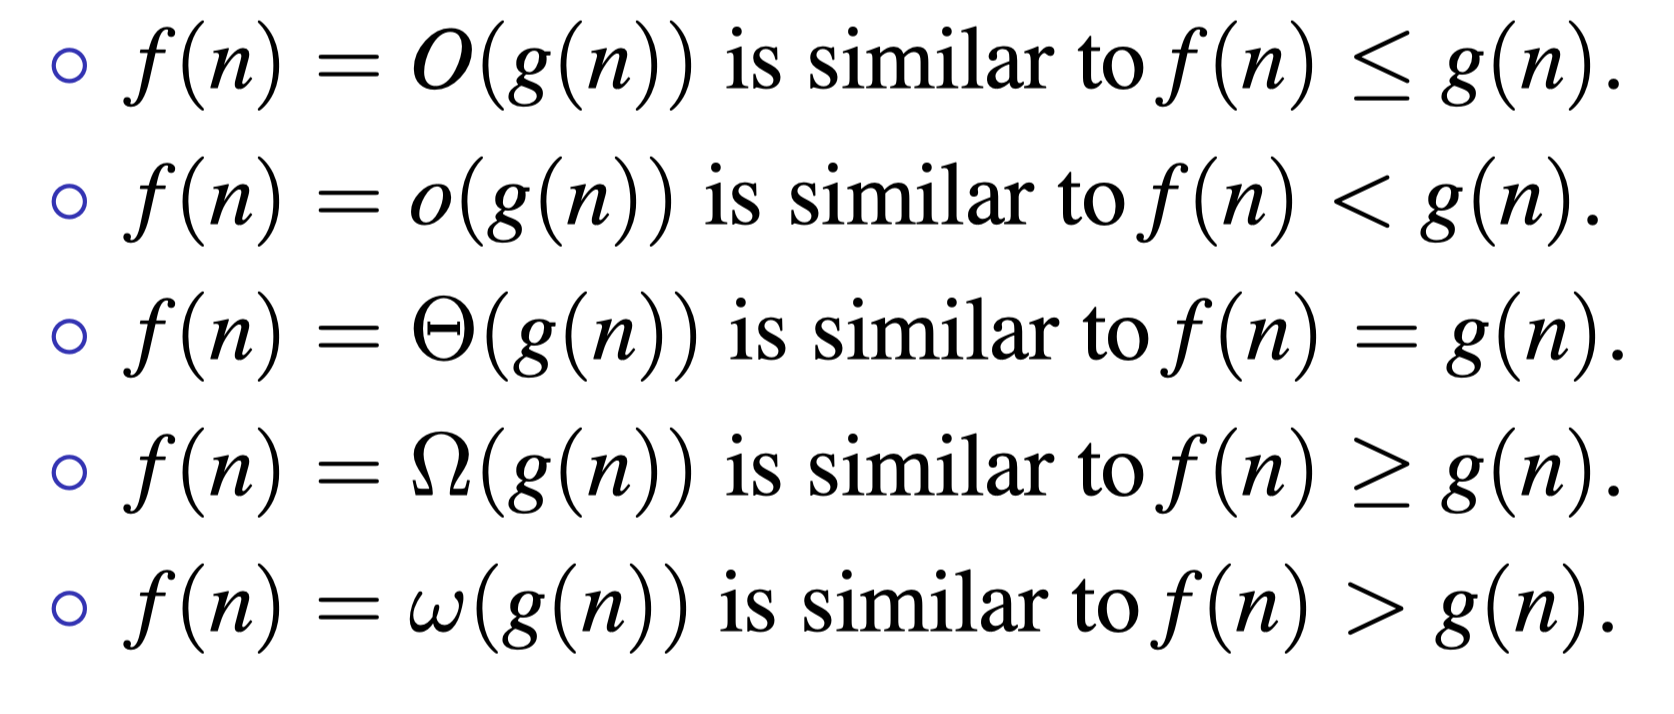 ∘ f(n) = O(g(n)) is similar to f(n) ≤ g(n).
∘ f(n) = o(g(n)) is similar to f(n) < g(n).
∘ f(n) = Θ(g(n)) is similar to f(n) = g(n).
∘ f(n) = Ω(g(n)) is similar to f(n) ≥ g(n).
∘ f(n) = ω(g(n)) is similar to f(n) > g(n).